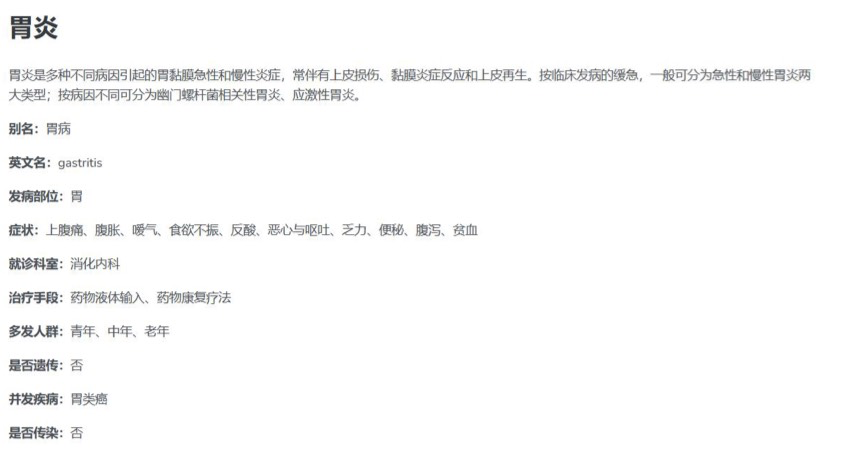 胃炎
胃炎是多种不同病因引起的胃黏膜急性和慢性炎症，常伴有上皮损伤、黏膜炎症反应和上皮再生。按临床发病的缓急，一般可分为急性和慢性胃炎两
大类型；按病因不同可分为幽门螺杆菌相关性胃炎、应激性胃炎。
别名：胃病
英文名：gastritis
发病部位：胃
症状：上腹痛、腹胀、嗳气、食欲不振、反酸、恶心与呕吐、乏力、便秘、腹泻、贫血
就诊科室：消化内科
治疗手段：药物液体输入、药物康复疗法
多发人群：青年、中年、老年
是否遗传：否
并发疾病：胃类癌
是否传染：否